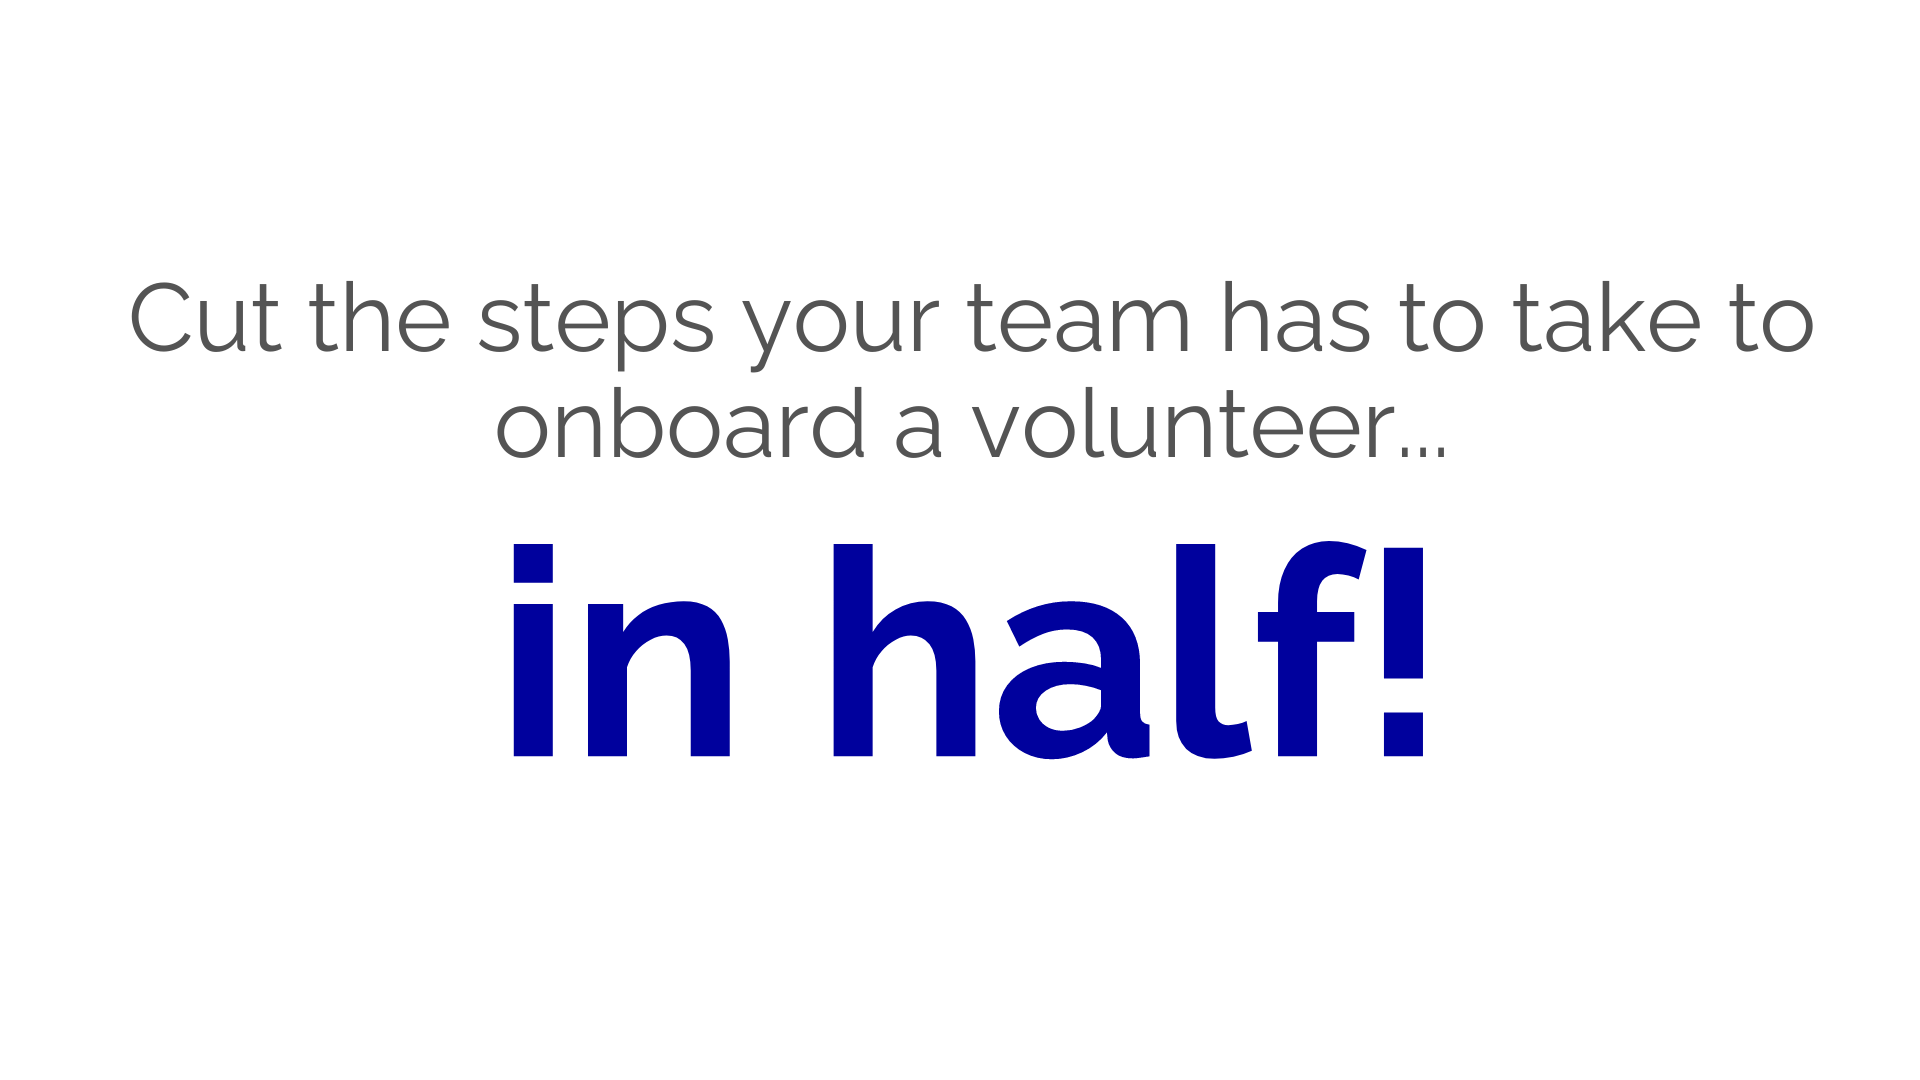 Cut the steps your team has to take to
onboard a volunteer...
in half!